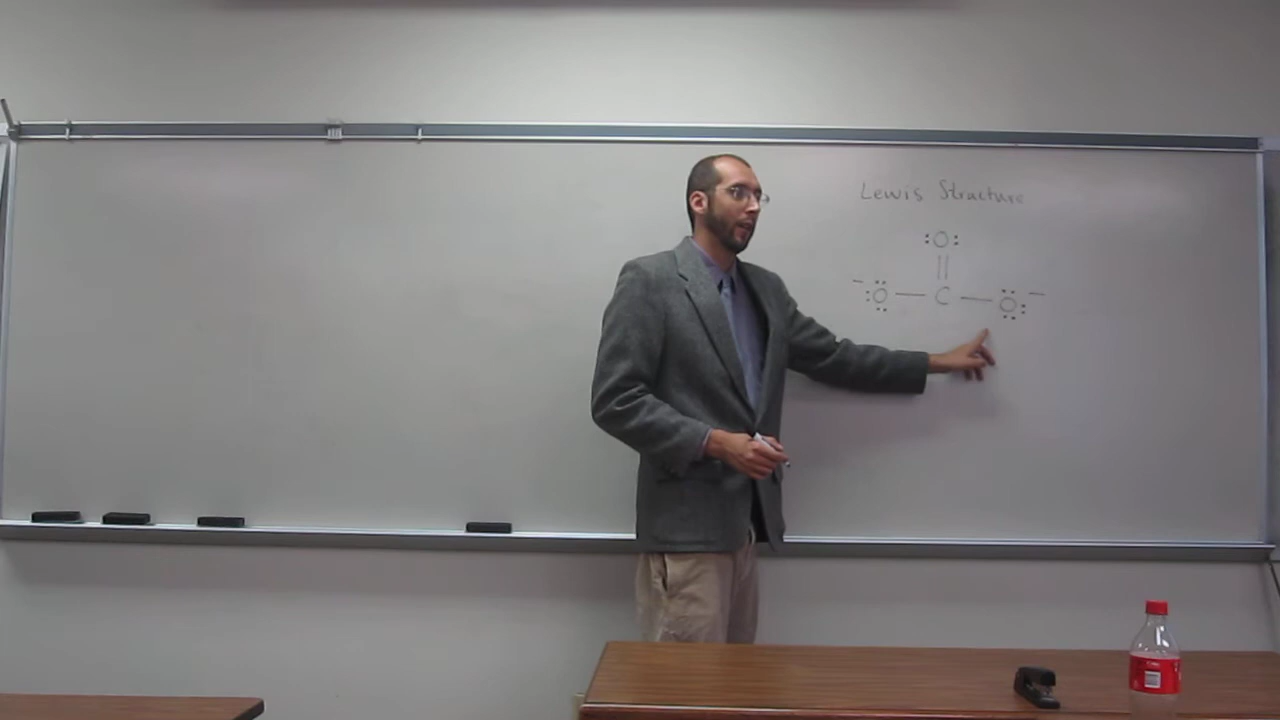 Lewis Structure
:O:
||
− :O — C — O: −